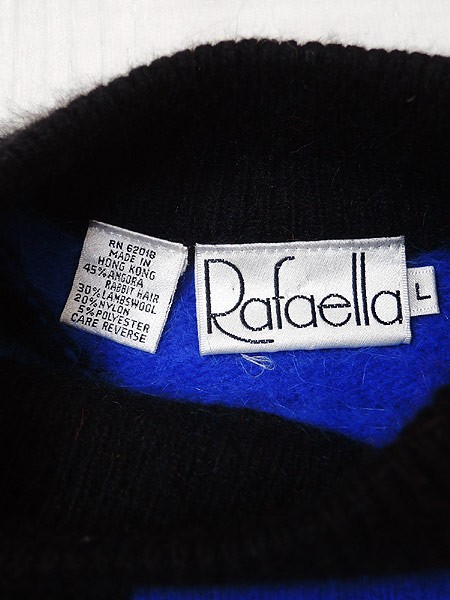 RN 62018
MADE IN
HONG KONG
45% ANGORA
RABBIT HAIR
30% LAMBSWOOL
20% NYLON
5% POLYESTER
CARE REVERSE
Rafaella
L